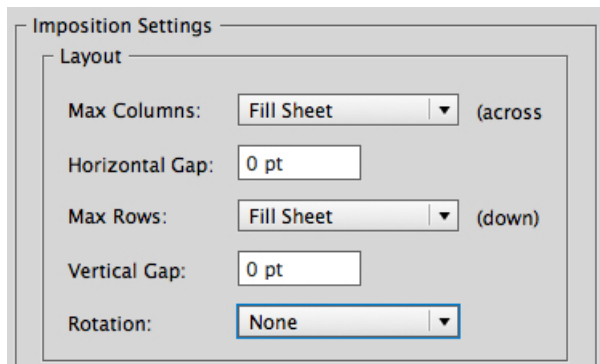 Imposition Settings
Layout
Max Columns: Fill Sheet (across
Horizontal Gap: 0 pt
Max Rows: Fill Sheet (down)
Vertical Gap: 0 pt
Rotation: None